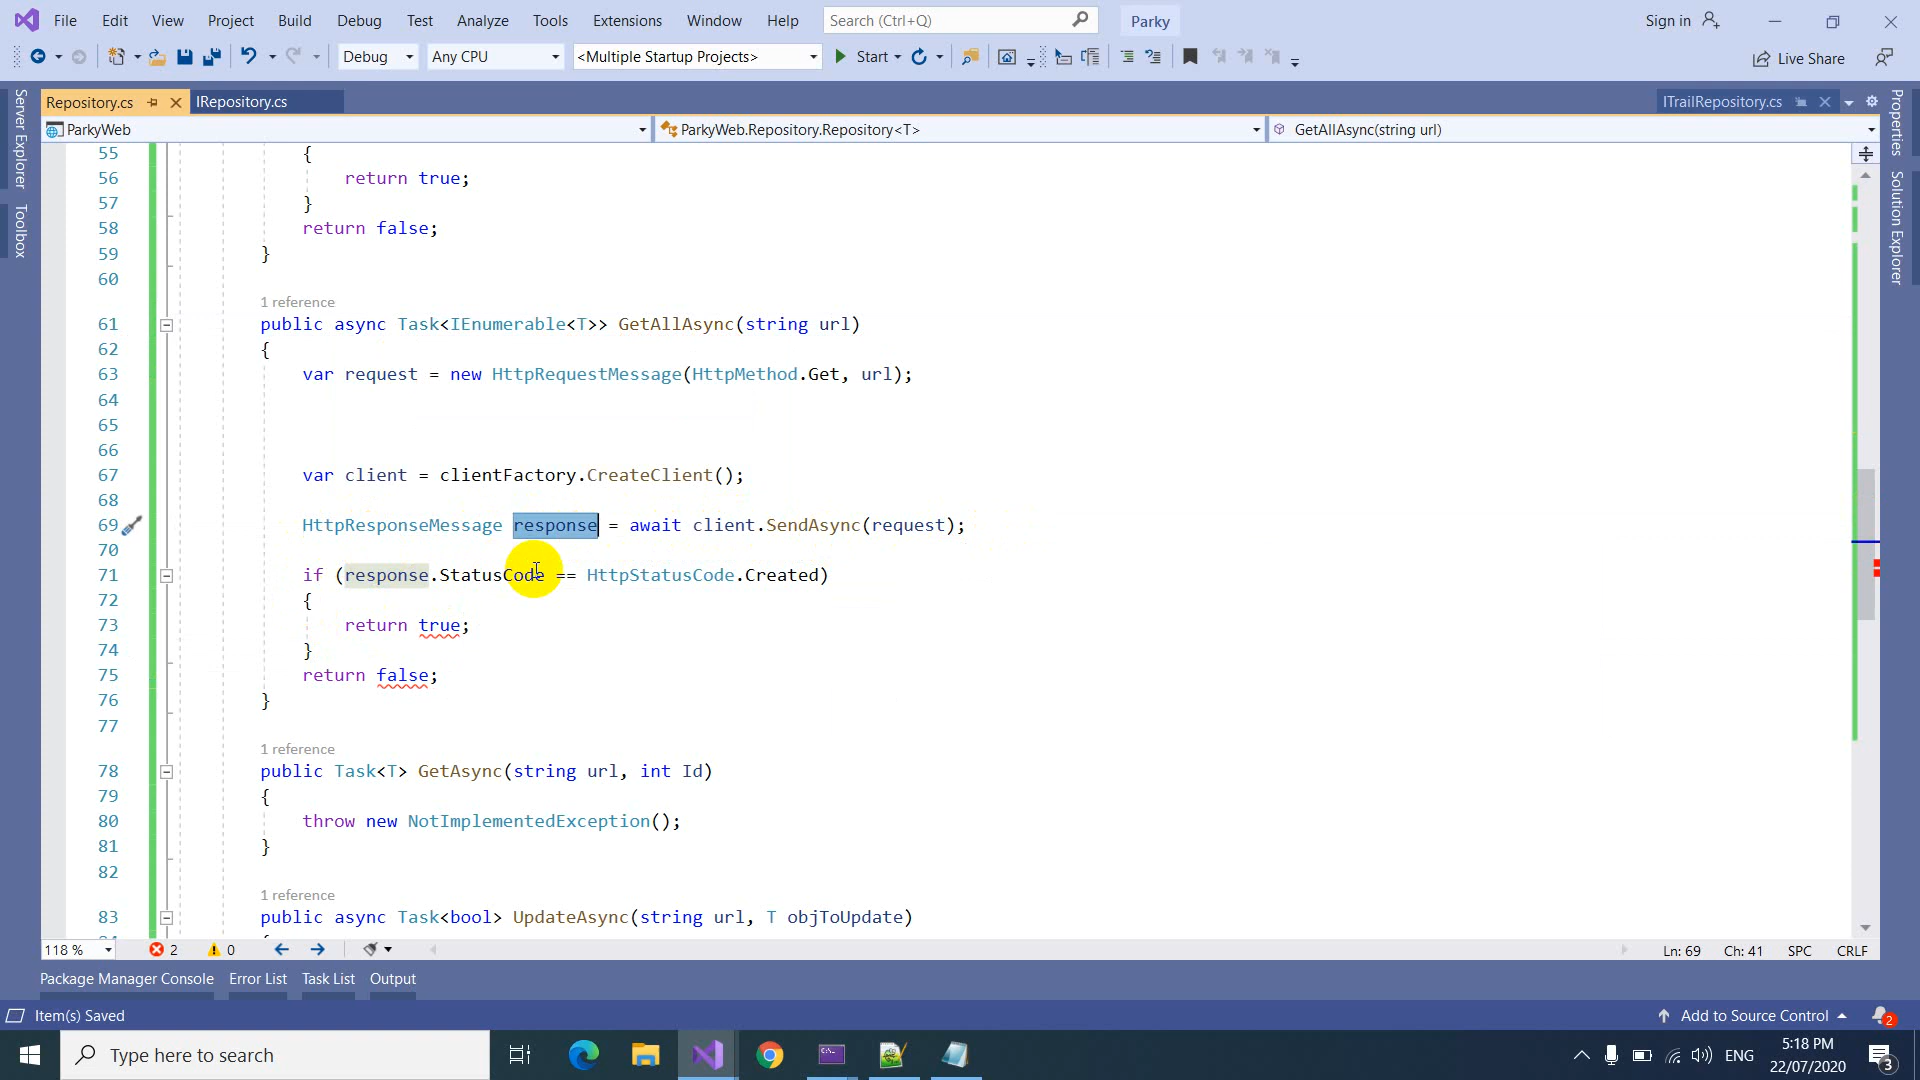 File Edit View Project Build Debug Test Analyze Tools Extensions Window Help Search (Ctrl+Q) Parky Sign in
Debug Any CPU <Multiple Startup Projects> Start Live Share
Repository.cs IRepository.cs ITrailRepository.cs
ParkyWeb ParkyWeb.Repository.Repository<T> GetAllAsync(string url)
Server Explorer
Toolbox
Properties
Solution Explorer
55 {
56 return true;
57 }
58 return false;
59 }
60
1 reference
61 public async Task<IEnumerable<T>> GetAllAsync(string url)
62 {
63 var request = new HttpRequestMessage(HttpMethod.Get, url);
64
65
66
67 var client = clientFactory.CreateClient();
68
69 HttpResponseMessage response = await client.SendAsync(request);
70
71 if (response.StatusCode == HttpStatusCode.Created)
72 {
73 return true;
74 }
75 return false;
76 }
77
1 reference
78 public Task<T> GetAsync(string url, int Id)
79 {
80 throw new NotImplementedException();
81 }
82
1 reference
83 public async Task<bool> UpdateAsync(string url, T objToUpdate)
118 % 2 0 Ln: 69 Ch: 41 SPC CRLF
Package Manager Console Error List Task List Output
Item(s) Saved Add to Source Control 2
Type here to search ENG 5:18 PM
22/07/2020 3